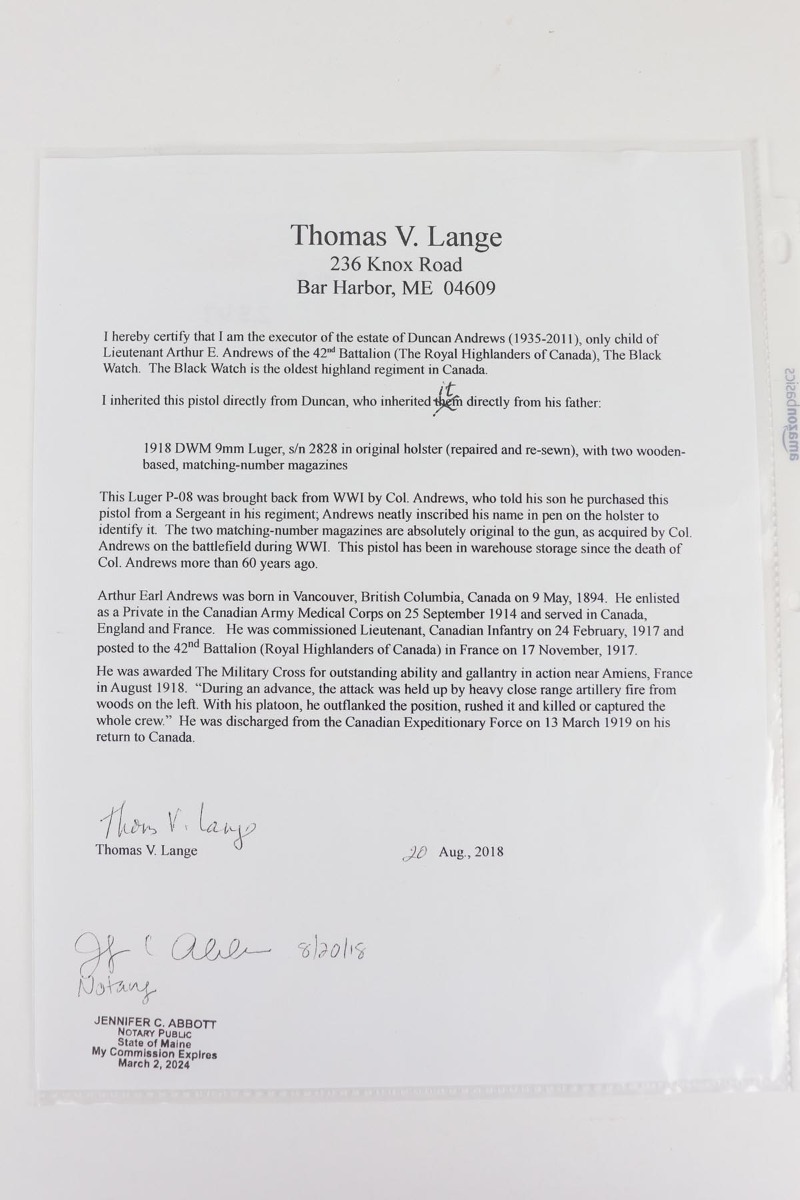 Thomas V. Lange
236 Knox Road
Bar Harbor, ME 04609
I hereby certify that I am the executor of the estate of Duncan Andrews (1935-2011), only child of
Lieutenant Arthur E. Andrews of the 42nd Battalion (The Royal Highlanders of Canada), The Black
Watch. The Black Watch is the oldest highland regiment in Canada.
it
I inherited this pistol directly from Duncan, who inherited them directly from his father:
1918 DWM 9mm Luger, s/n 2828 in original holster (repaired and re-sewn), with two wooden-
based, matching-number magazines
This Luger P-08 was brought back from WWI by Col. Andrews, who told his son he purchased this
pistol from a Sergeant in his regiment; Andrews neatly inscribed his name in pen on the holster to
identify it. The two matching-number magazines are absolutely original to the gun, as acquired by Col.
Andrews on the battlefield during WWI. This pistol has been in warehouse storage since the death of
Col. Andrews more than 60 years ago.
Arthur Earl Andrews was born in Vancouver, British Columbia, Canada on 9 May, 1894. He enlisted
as a Private in the Canadian Army Medical Corps on 25 September 1914 and served in Canada,
England and France. He was commissioned Lieutenant, Canadian Infantry on 24 February, 1917 and
posted to the 42nd Battalion (Royal Highlanders of Canada) in France on 17 November, 1917.
He was awarded The Military Cross for outstanding ability and gallantry in action near Amiens, France
in August 1918. “During an advance, the attack was held up by heavy close range artillery fire from
woods on the left. With his platoon, he outflanked the position, rushed it and killed or captured the
whole crew.” He was discharged from the Canadian Expeditionary Force on 13 March 1919 on his
return to Canada.
Thomas V. Lange
Thomas V. Lange
20 Aug., 2018
8/20/18
Notary
JENNIFER C. ABBOTT
NOTARY PUBLIC
State of Maine
My Commission Expires
March 2, 2024
amazonbasics